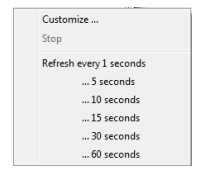 Customize ...
Stop
Refresh every 1 seconds
... 5 seconds
... 10 seconds
... 15 seconds
... 30 seconds
... 60 seconds